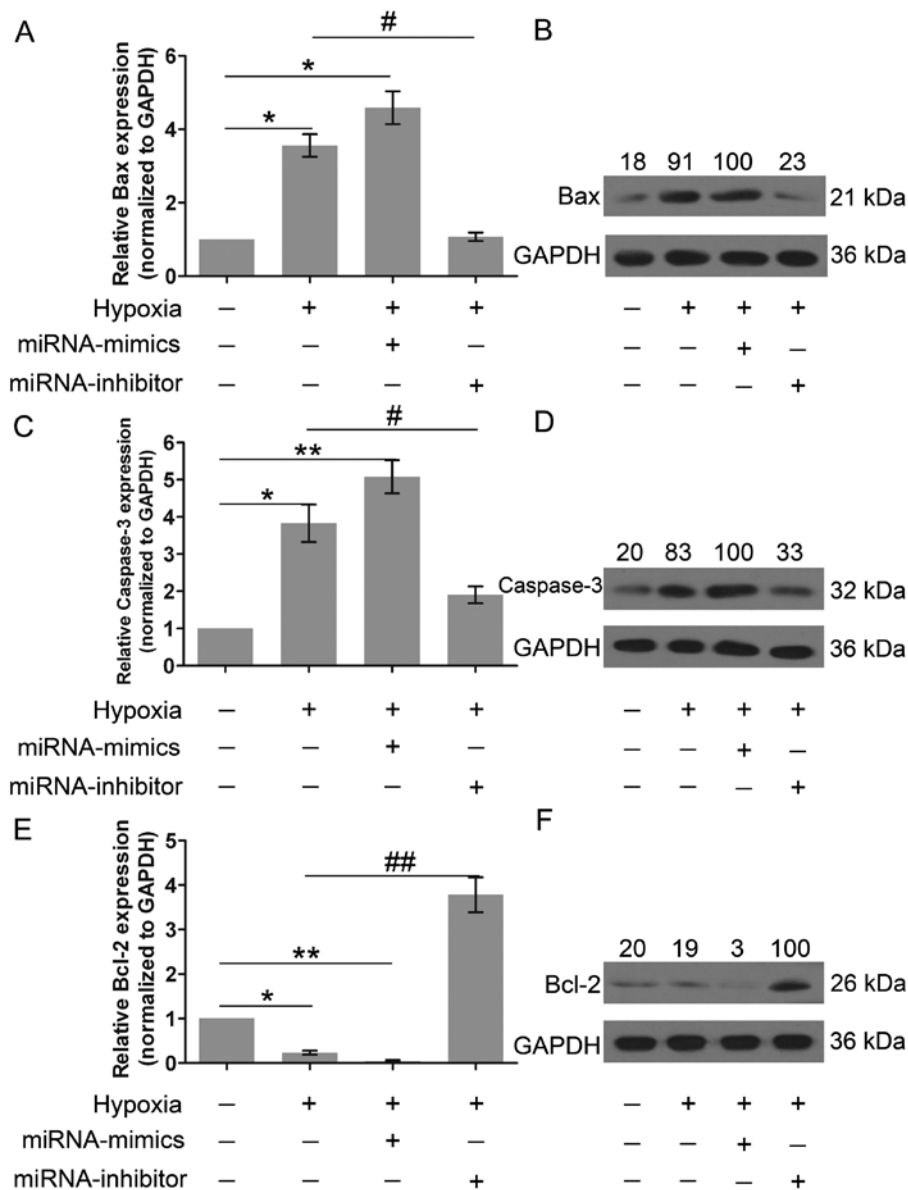 A
Relative Bax expression
(normalized to GAPDH)
6
4
2
0
*
*
#
Hypoxia – + + +
miRNA-mimics – – + –
miRNA-inhibitor – – – +
B
18 91 100 23
Bax 21 kDa
GAPDH 36 kDa
– + + +
– – + –
– – – +
C
Relative Caspase-3 expression
(normalized to GAPDH)
6
5
4
3
2
1
0
*
**
#
Hypoxia – + + +
miRNA-mimics – – + –
miRNA-inhibitor – – – +
D
20 83 100 33
Caspase-3 32 kDa
GAPDH 36 kDa
– + + +
– – + –
– – – +
E
Relative Bcl-2 expression
(normalized to GAPDH)
5
4
3
2
1
0
*
**
##
Hypoxia – + + +
miRNA-mimics – – + –
miRNA-inhibitor – – – +
F
20 19 3 100
Bcl-2 26 kDa
GAPDH 36 kDa
– + + +
– – + –
– – – +